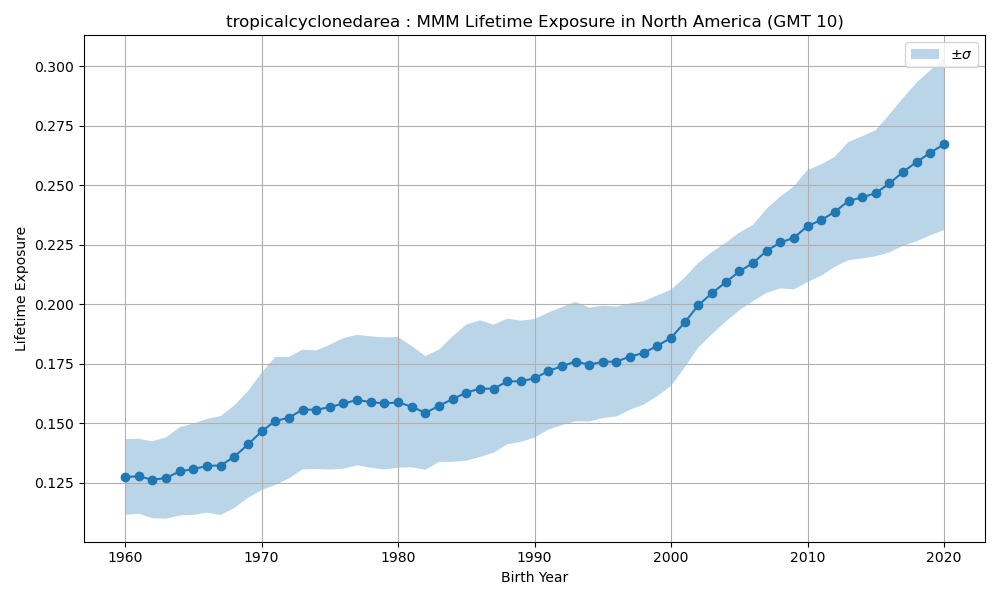 tropicalcyclonedarea : MMM Lifetime Exposure in North America (GMT 10)
±σ
0.300
0.275
0.250
0.225
0.200
0.175
0.150
0.125
Lifetime Exposure
1960 1970 1980 1990 2000 2010 2020
Birth Year